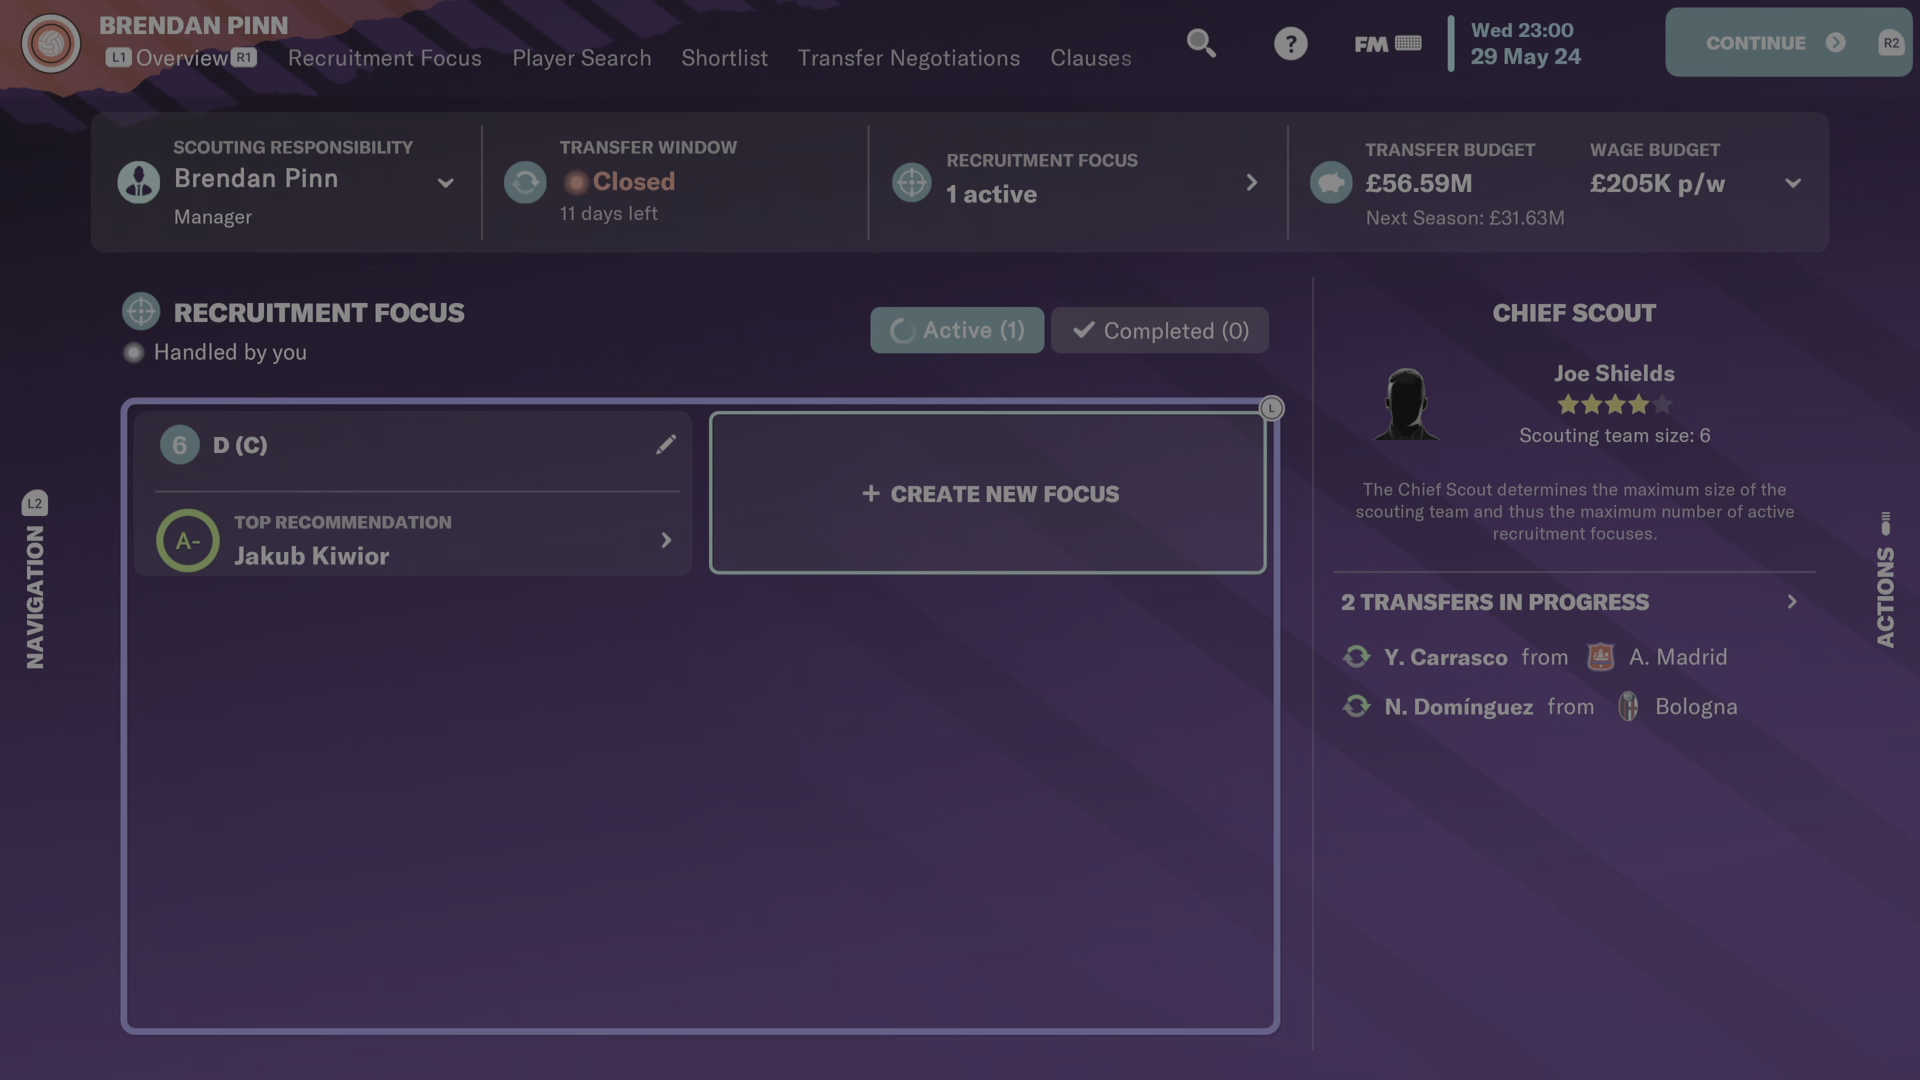 BRENDAN PINN
L1 Overview R1 Recruitment Focus Player Search Shortlist Transfer Negotiations Clauses
?
FM
Wed 23:00
29 May 24
CONTINUE R2
SCOUTING RESPONSIBILITY
Brendan Pinn
Manager
TRANSFER WINDOW
Closed
11 days left
RECRUITMENT FOCUS
1 active
TRANSFER BUDGET
£56.59M
Next Season: £31.63M
WAGE BUDGET
£205K p/w
RECRUITMENT FOCUS
Handled by you
Active (1)
Completed (0)
L
6 D (C)
A-
TOP RECOMMENDATION
Jakub Kiwior
+ CREATE NEW FOCUS
CHIEF SCOUT
Joe Shields
Scouting team size: 6
The Chief Scout determines the maximum size of the
scouting team and thus the maximum number of active
recruitment focuses.
2 TRANSFERS IN PROGRESS
Y. Carrasco from A. Madrid
N. Domínguez from Bologna
L2
NAVIGATION
ACTIONS